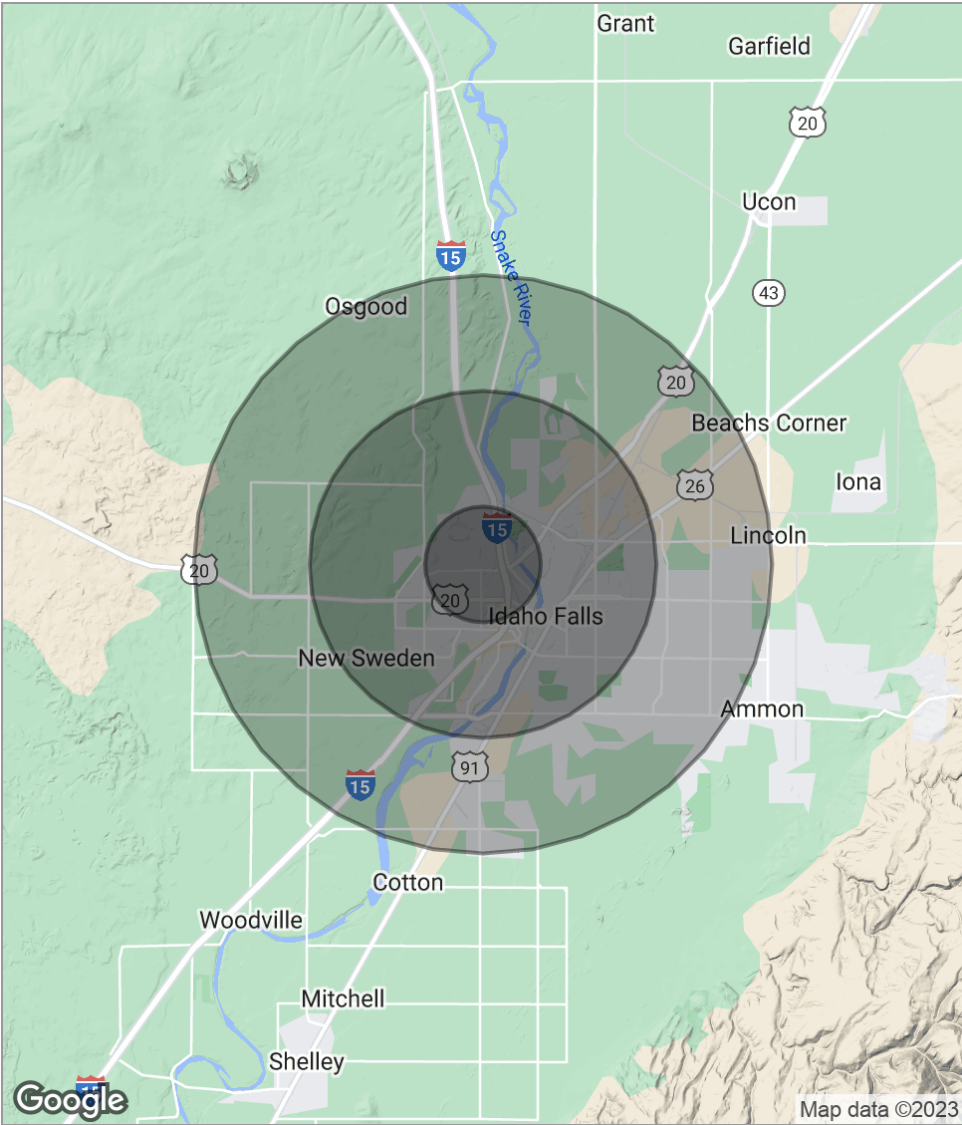 Grant
Garfield
20
Ucon
Snake River
15
43
Osgood
20
Beachs Corner
26
Iona
15
Lincoln
20
20
Idaho Falls
New Sweden
Ammon
91
15
Cotton
Woodville
Mitchell
Shelley
15
Google
Map data ©2023